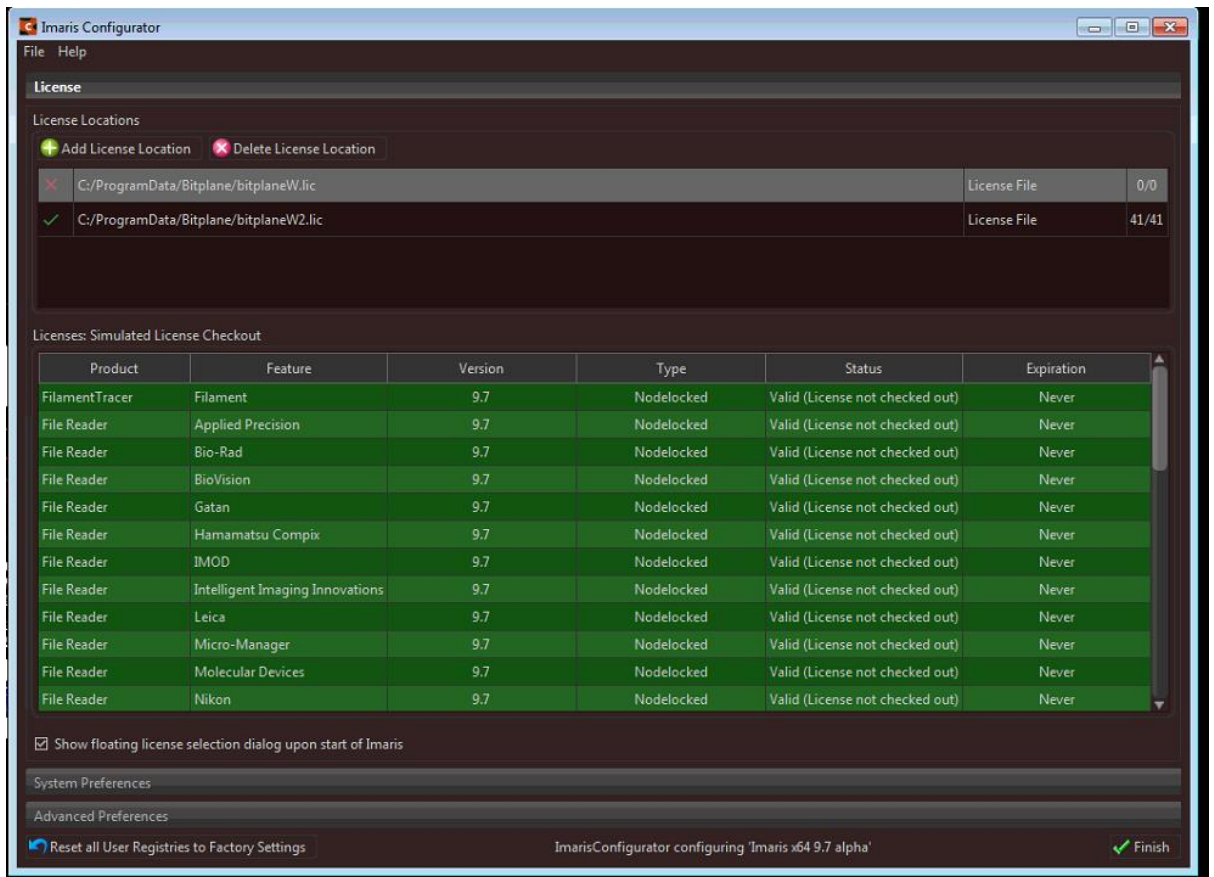 Imaris Configurator
File Help
License
License Locations
Add License Location Delete License Location
C:/ProgramData/Bitplane/bitplaneW.lic License File 0/0
C:/ProgramData/Bitplane/bitplaneW2.lic License File 41/41
Licenses: Simulated License Checkout
Product Feature Version Type Status Expiration
FilamentTracer Filament 9.7 Nodelocked Valid (License not checked out) Never
File Reader Applied Precision 9.7 Nodelocked Valid (License not checked out) Never
File Reader Bio-Rad 9.7 Nodelocked Valid (License not checked out) Never
File Reader BioVision 9.7 Nodelocked Valid (License not checked out) Never
File Reader Gatan 9.7 Nodelocked Valid (License not checked out) Never
File Reader Hamamatsu Compix 9.7 Nodelocked Valid (License not checked out) Never
File Reader IMOD 9.7 Nodelocked Valid (License not checked out) Never
File Reader Intelligent Imaging Innovations 9.7 Nodelocked Valid (License not checked out) Never
File Reader Leica 9.7 Nodelocked Valid (License not checked out) Never
File Reader Micro-Manager 9.7 Nodelocked Valid (License not checked out) Never
File Reader Molecular Devices 9.7 Nodelocked Valid (License not checked out) Never
File Reader Nikon 9.7 Nodelocked Valid (License not checked out) Never
Show floating license selection dialog upon start of Imaris
System Preferences
Advanced Preferences
Reset all User Registries to Factory Settings ImarisConfigurator configuring 'Imaris x64 9.7 alpha' Finish